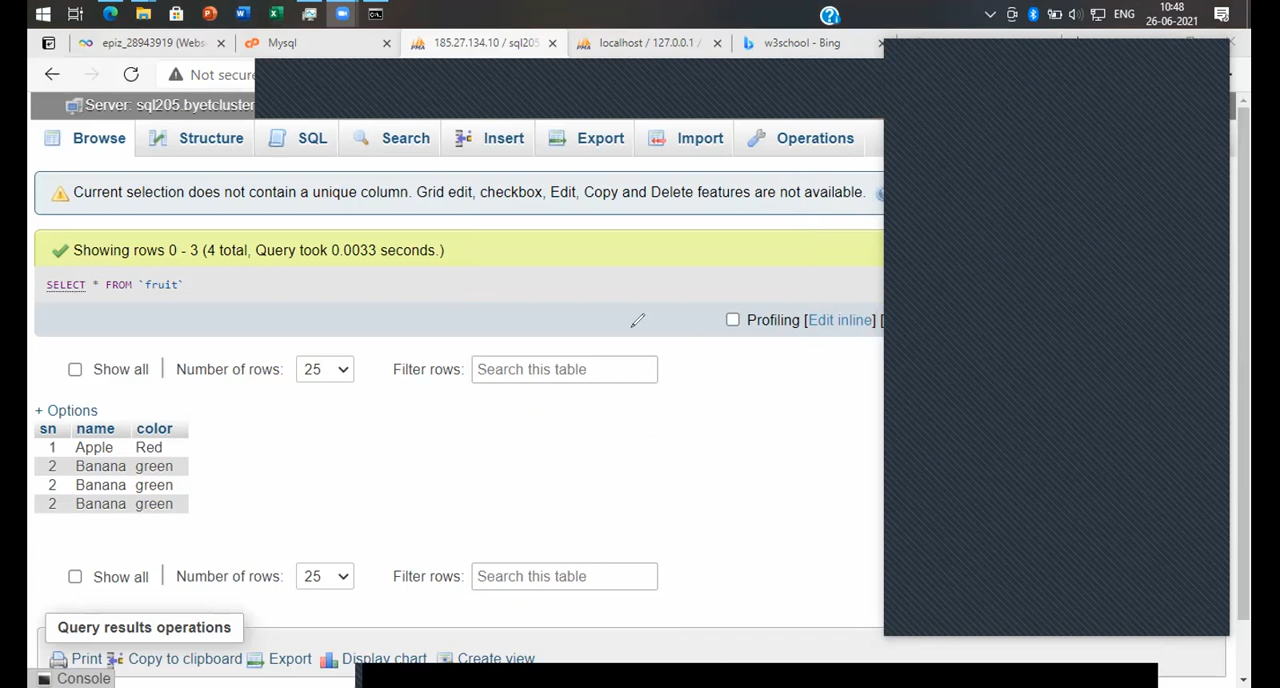 10:48
ENG
26-06-2021
epiz_28943919 (Webs
Mysql
185.27.134.10 / sql205
localhost / 127.0.0.1 /
w3school - Bing
Not secure
Server: sql205.byetcluster
Browse
Structure
SQL
Search
Insert
Export
Import
Operations
Current selection does not contain a unique column. Grid edit, checkbox, Edit, Copy and Delete features are not available.
Showing rows 0 - 3 (4 total, Query took 0.0033 seconds.)
SELECT * FROM `fruit`
Profiling [Edit inline] [
Show all
Number of rows: 25
Filter rows: Search this table
+ Options
sn name color
1 Apple Red
2 Banana green
2 Banana green
2 Banana green
Show all
Number of rows: 25
Filter rows: Search this table
Query results operations
Print Copy to clipboard Export Display chart Create view
Console